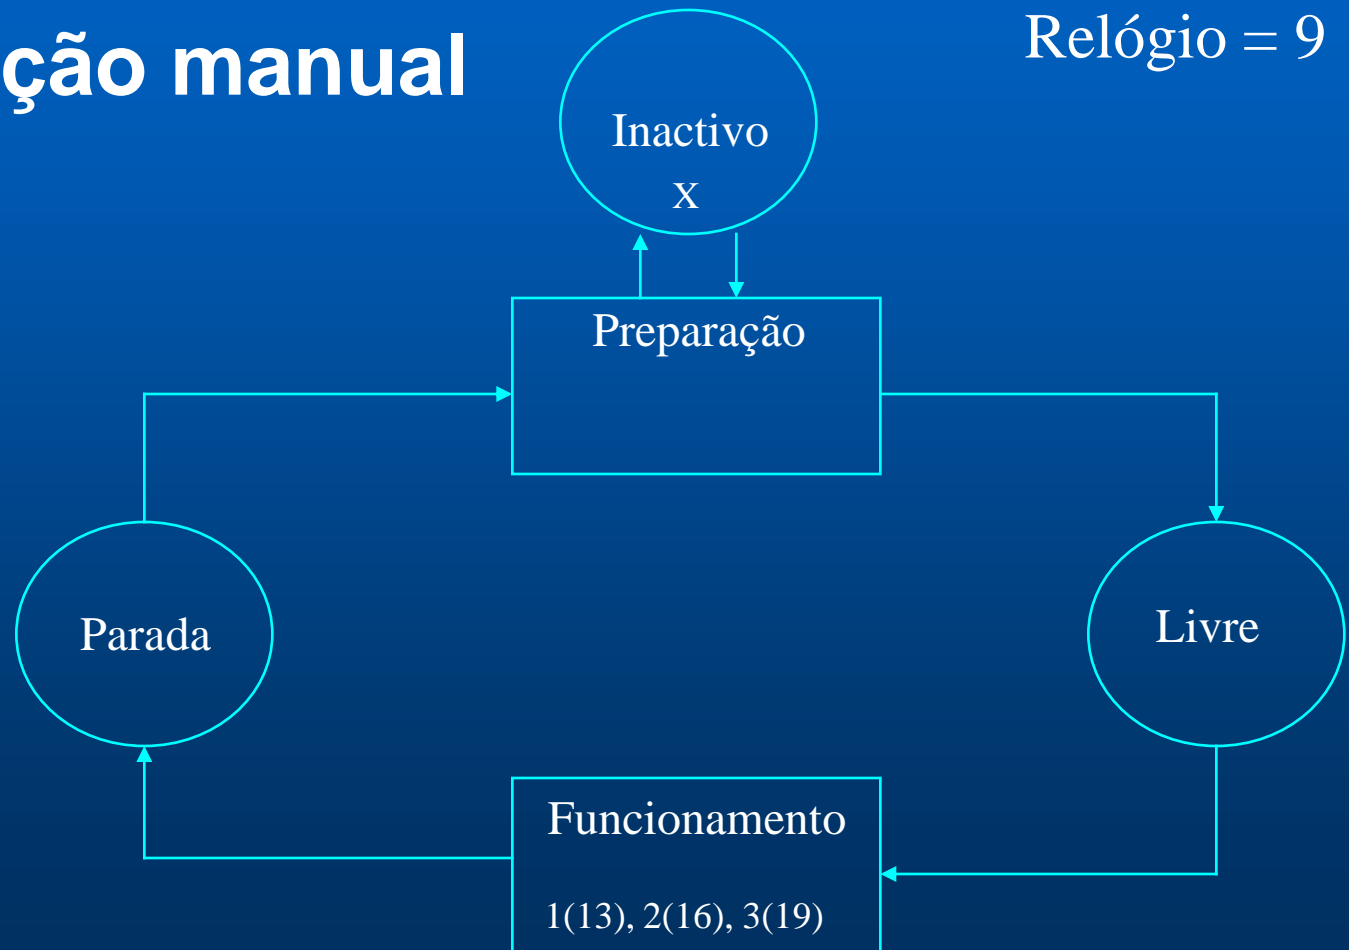 ção manual
Relógio = 9
Inactivo
X
Preparação
Parada
Livre
Funcionamento
1(13), 2(16), 3(19)